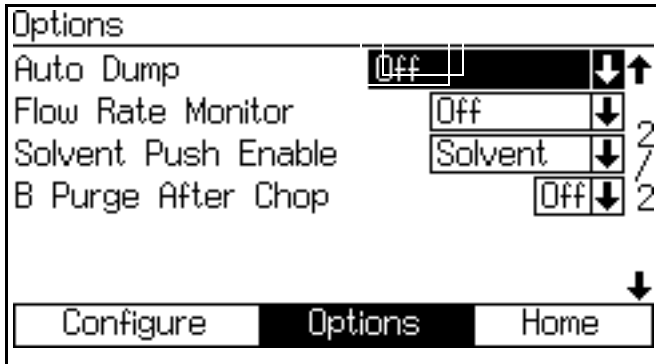 Options
Auto Dump Off
Flow Rate Monitor Off
Solvent Push Enable Solvent
B Purge After Chop Off
2/2
Configure Options Home